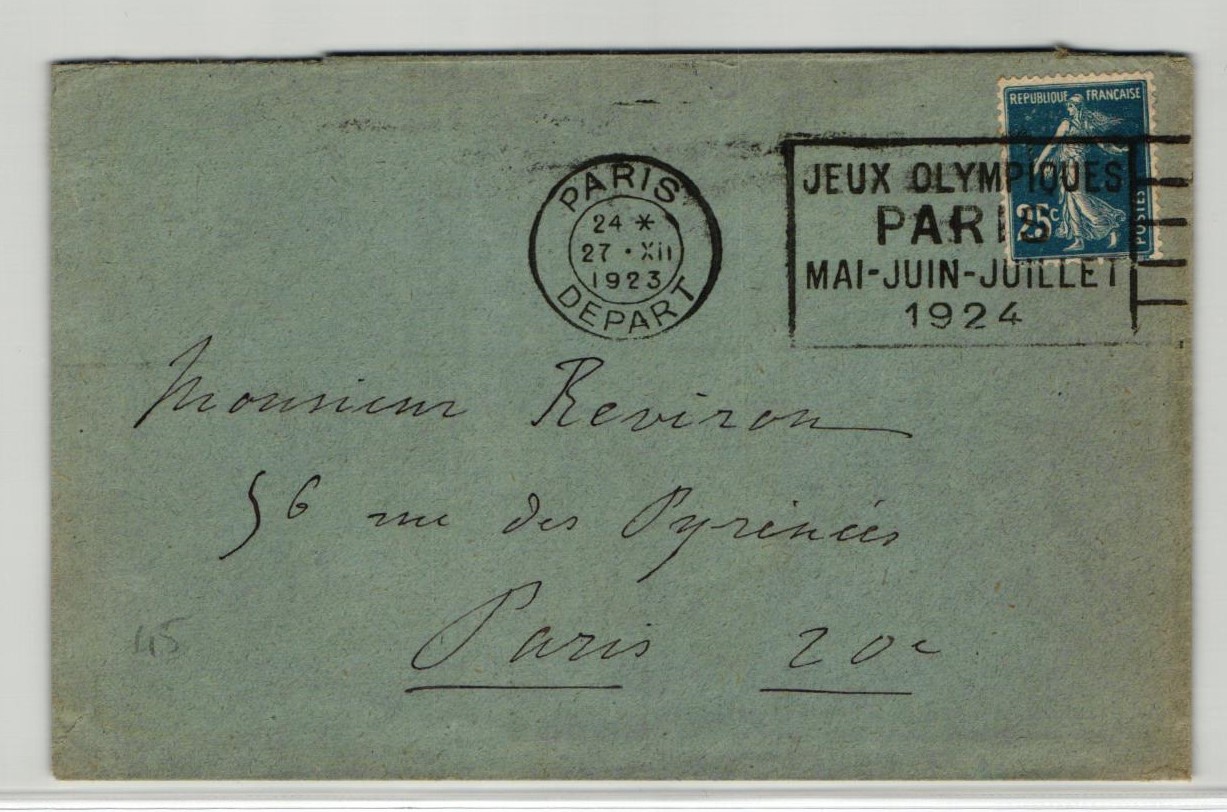 REPUBLIQUE FRANÇAISE
25c
POSTES
PARIS
24 *
27 · XII
1923
DEPART
JEUX OLYMPIQUES
PARIS
MAI-JUIN-JUILLET
1924
Monsieur Reviron
56 rue des Pyrénées
Paris 20e
45